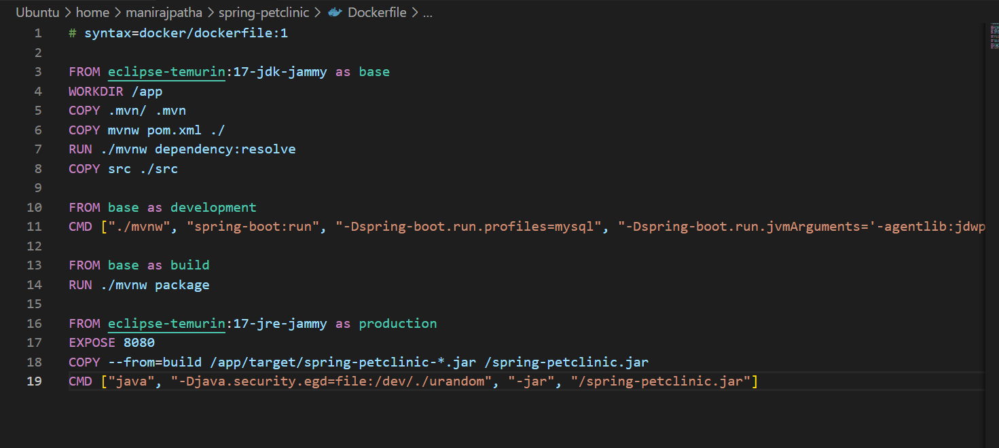 Ubuntu > home > manirajpatha > spring-petclinic > Dockerfile > ...
1 # syntax=docker/dockerfile:1
2
3 FROM eclipse-temurin:17-jdk-jammy as base
4 WORKDIR /app
5 COPY .mvn/ .mvn
6 COPY mvnw pom.xml ./
7 RUN ./mvnw dependency:resolve
8 COPY src ./src
9
10 FROM base as development
11 CMD ["./mvnw", "spring-boot:run", "-Dspring-boot.run.profiles=mysql", "-Dspring-boot.run.jvmArguments='-agentlib:jdwp
12
13 FROM base as build
14 RUN ./mvnw package
15
16 FROM eclipse-temurin:17-jre-jammy as production
17 EXPOSE 8080
18 COPY --from=build /app/target/spring-petclinic-*.jar /spring-petclinic.jar
19 CMD ["java", "-Djava.security.egd=file:/dev/./urandom", "-jar", "/spring-petclinic.jar"]